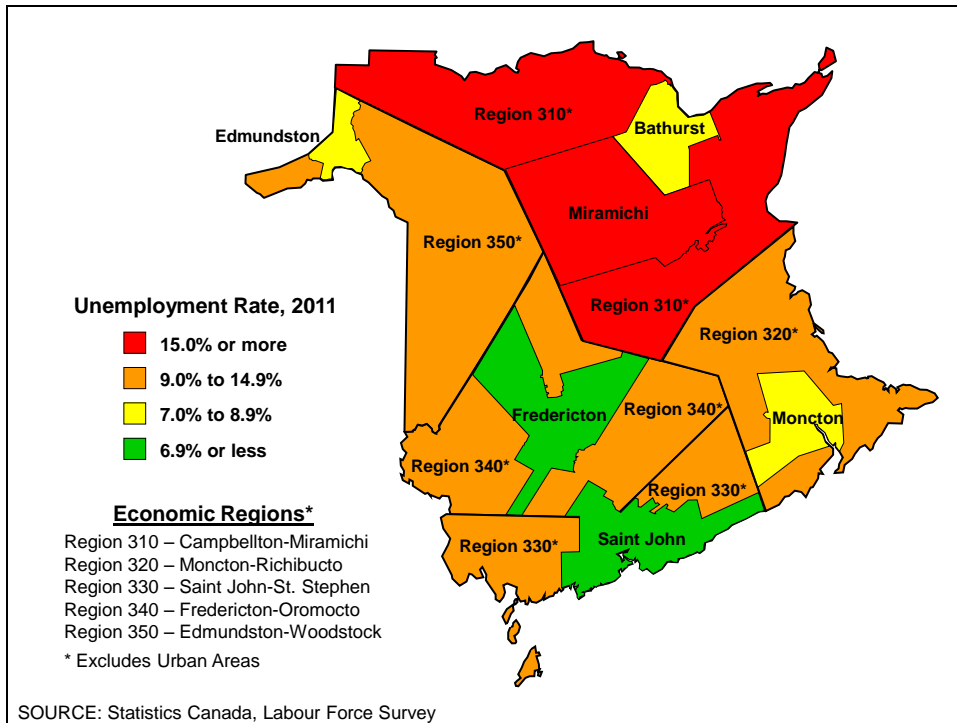 Region 310*
Bathurst
Edmundston
Miramichi
Region 350*
Region 310*
Region 320*
Unemployment Rate, 2011
15.0% or more
9.0% to 14.9%
7.0% to 8.9%
6.9% or less
Fredericton
Region 340*
Moncton
Region 340*
Region 330*
Saint John
Region 330*
Economic Regions*
Region 310 – Campbellton-Miramichi
Region 320 – Moncton-Richibucto
Region 330 – Saint John-St. Stephen
Region 340 – Fredericton-Oromocto
Region 350 – Edmundston-Woodstock
* Excludes Urban Areas
SOURCE: Statistics Canada, Labour Force Survey